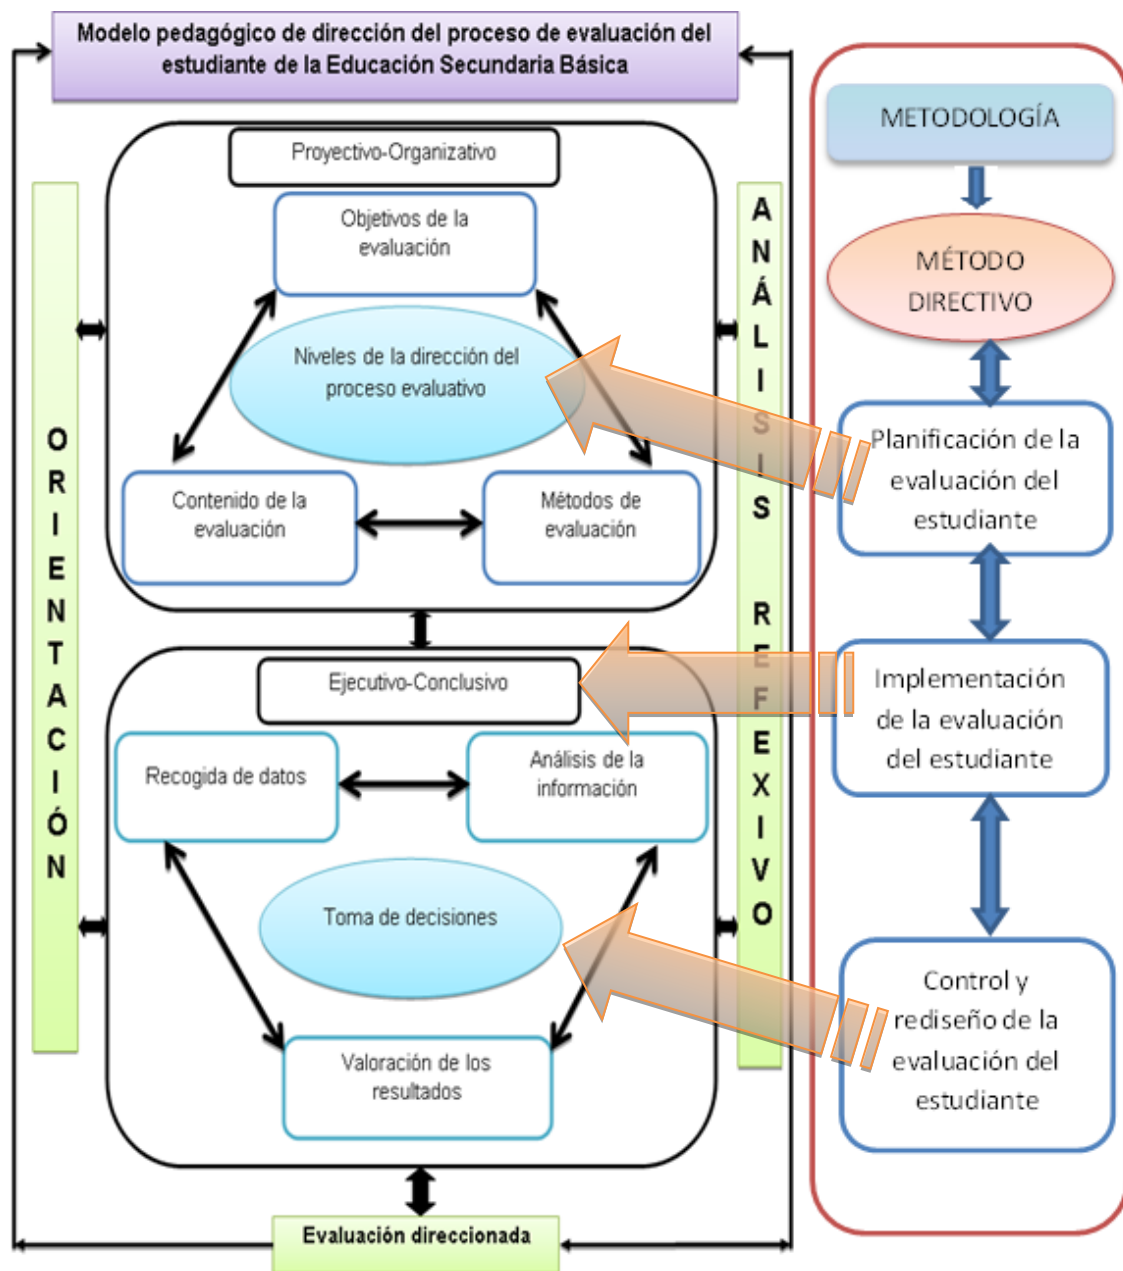 Modelo pedagógico de dirección del proceso de evaluación del
estudiante de la Educación Secundaria Básica
Proyectivo-Organizativo
Objetivos de la
evaluación
Niveles de la dirección del
proceso evaluativo
Contenido de la
evaluación
Métodos de
evaluación
Ejecutivo-Conclusivo
Recogida de datos
Análisis de la
información
Toma de decisiones
Valoración de los
resultados
Evaluación direccionada
ORIENTACIÓN
ANÁLISIS REFEXIVO
METODOLOGÍA
MÉTODO
DIRECTIVO
Planificación de la
evaluación del
estudiante
Implementación
de la evaluación
del estudiante
Control y
rediseño de la
evaluación del
estudiante